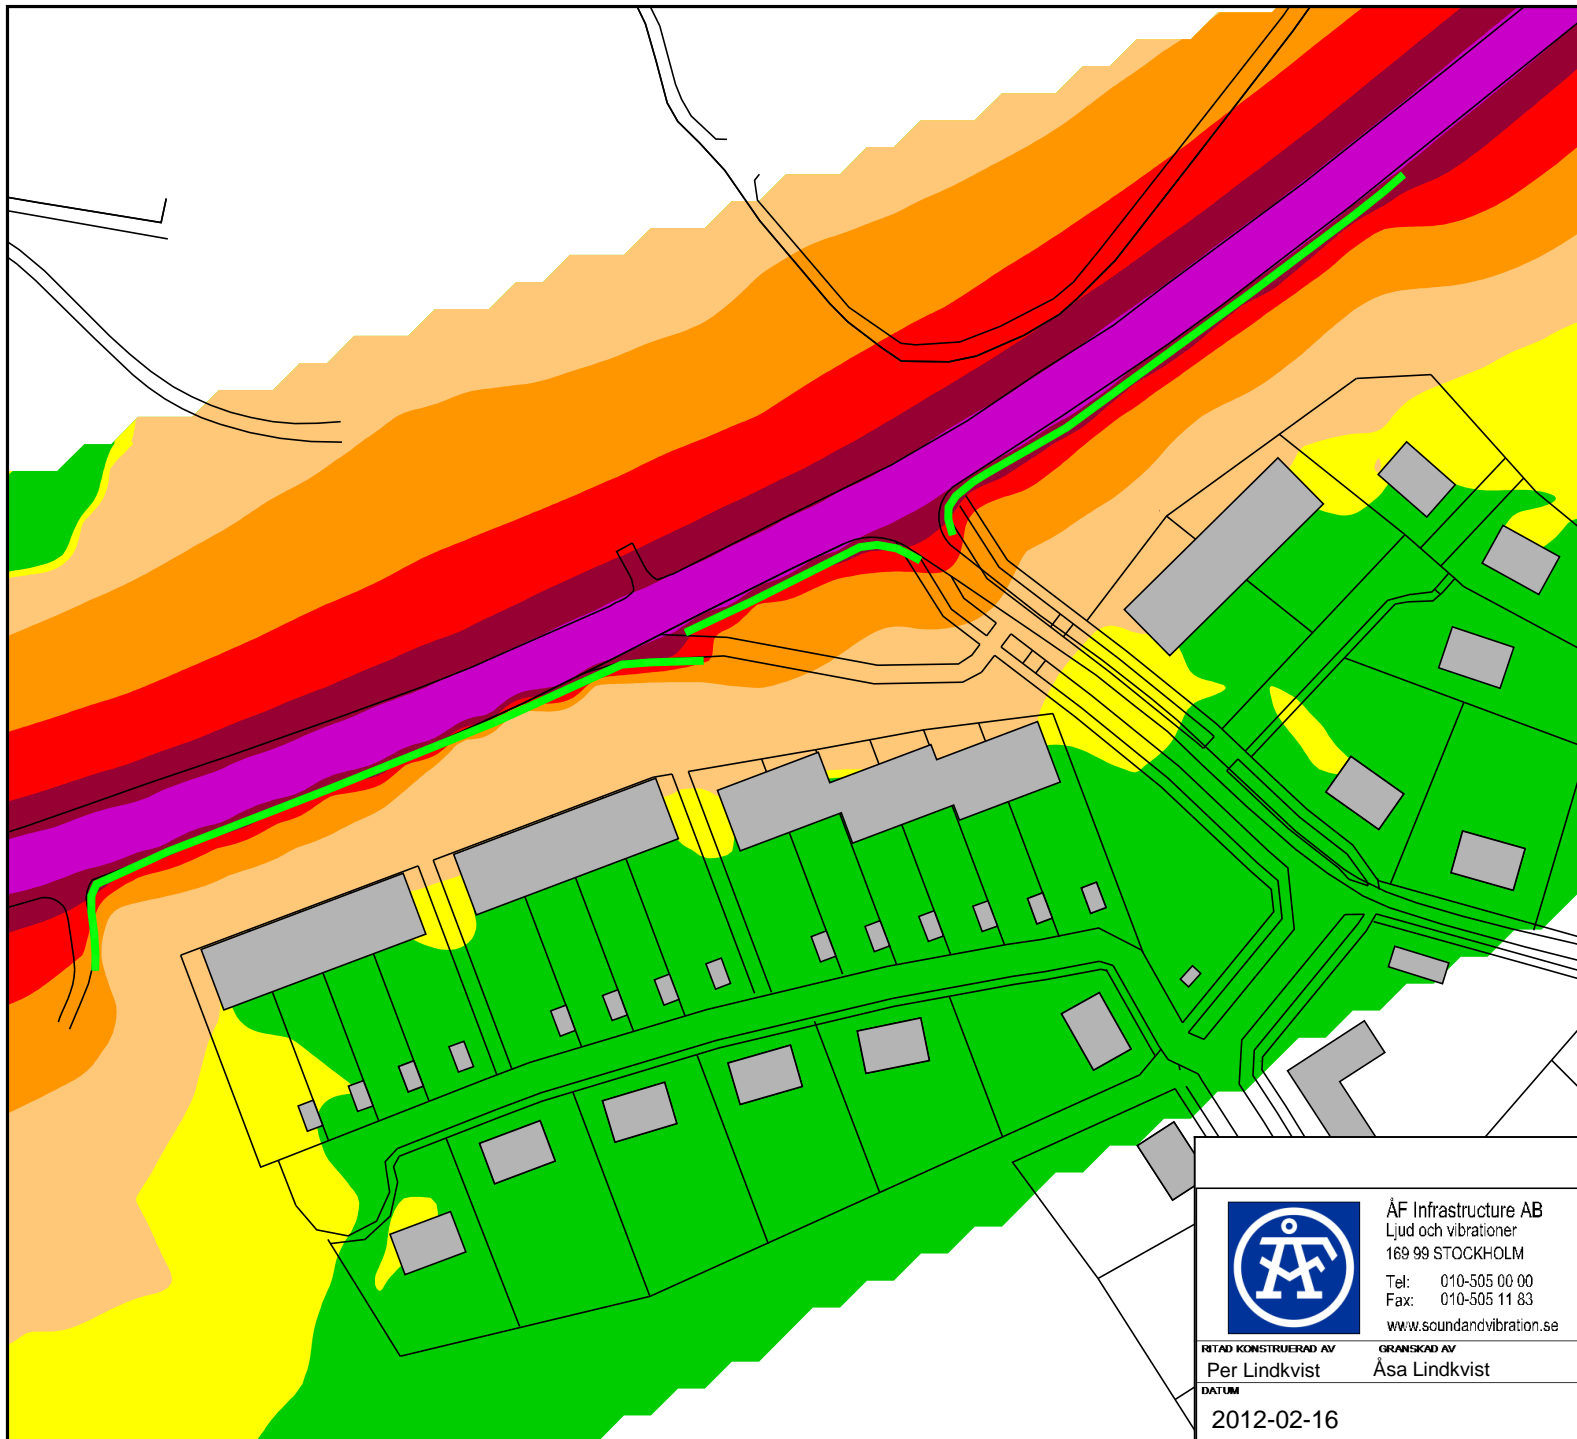 ÅF Infrastructure AB
Ljud och vibrationer
169 99 STOCKHOLM
Tel: 010-505 00 00
Fax: 010-505 11 83
www.soundandvibration.se
RITAD KONSTRUERAD AV GRANSKAD AV
Per Lindkvist Åsa Lindkvist
DATUM
2012-02-16
ÅF